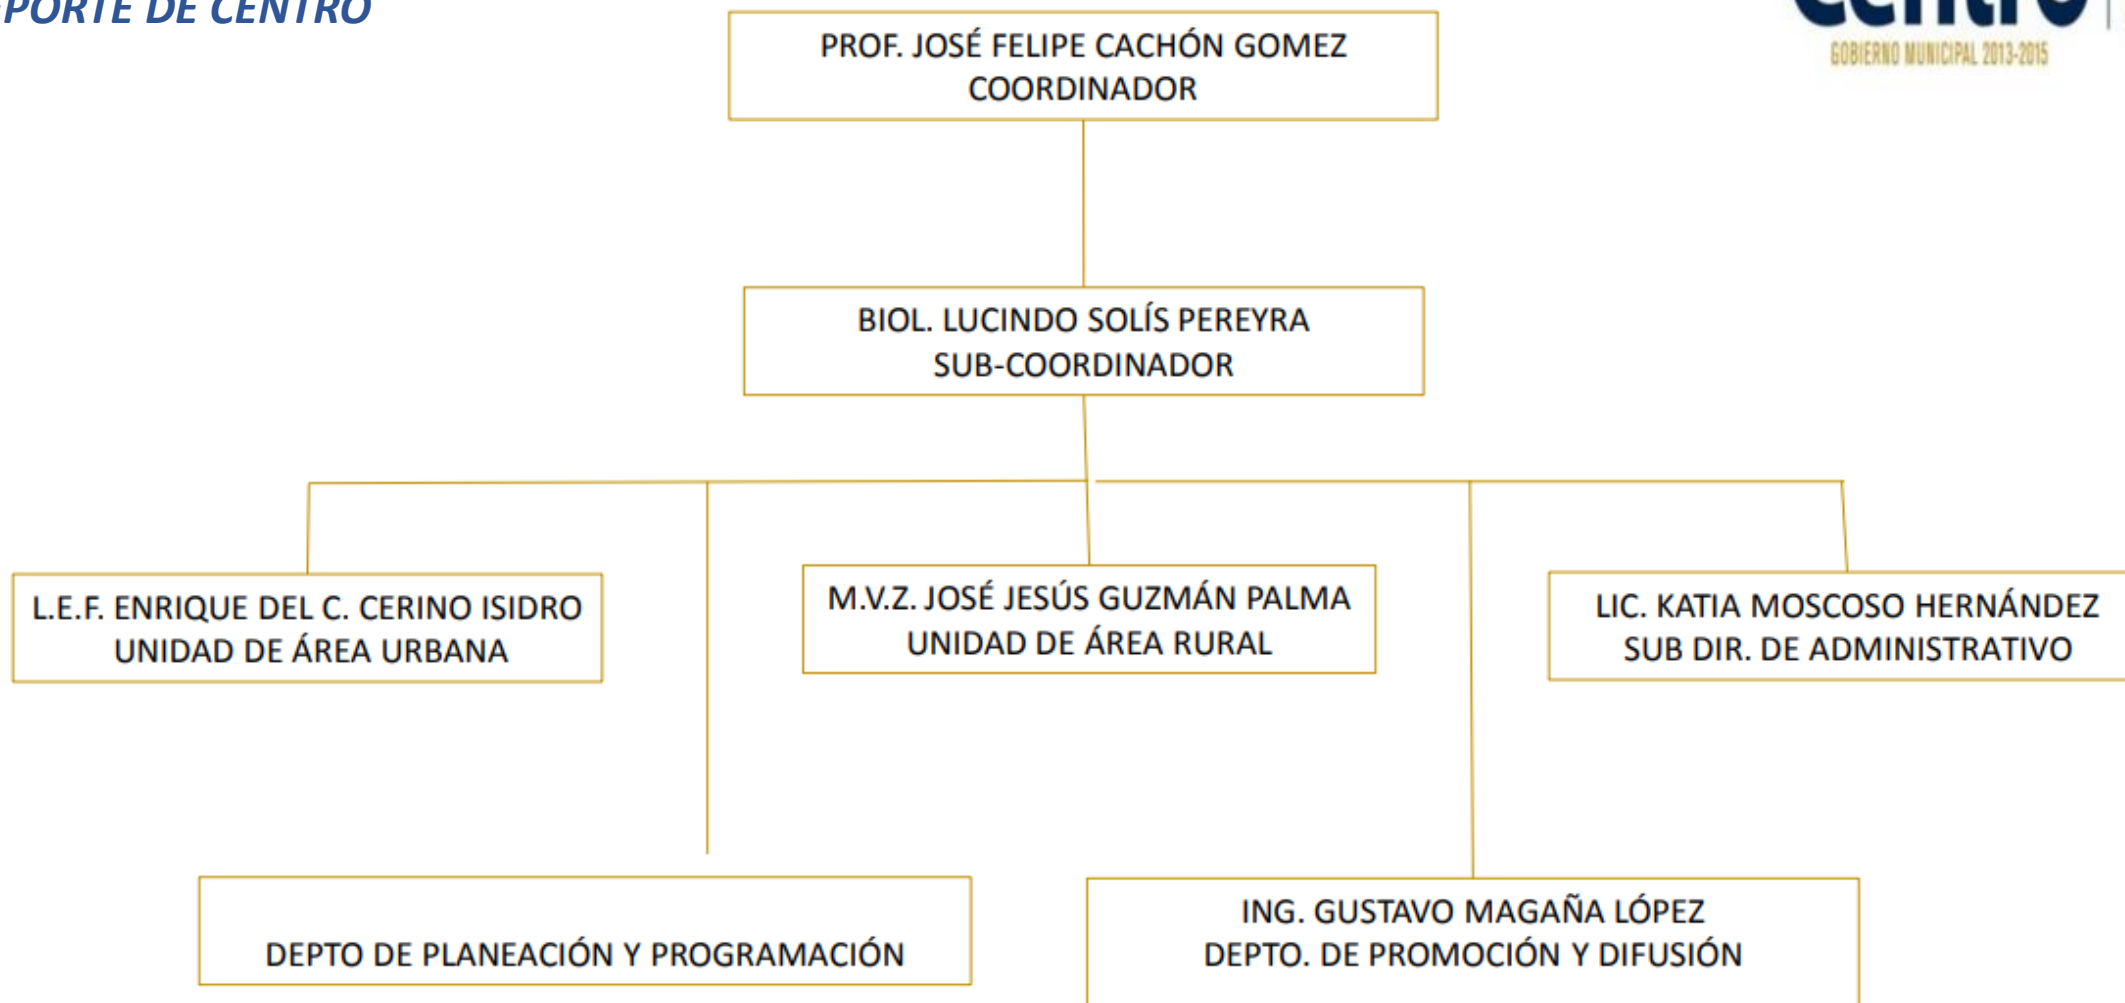 DE CENTRO
GOBIERNO MUNICIPAL 2013-2015
PROF. JOSÉ FELIPE CACHÓN GOMEZ
COORDINADOR
BIOL. LUCINDO SOLÍS PEREYRA
SUB-COORDINADOR
L.E.F. ENRIQUE DEL C. CERINO ISIDRO
UNIDAD DE ÁREA URBANA
M.V.Z. JOSÉ JESÚS GUZMÁN PALMA
UNIDAD DE ÁREA RURAL
LIC. KATIA MOSCOSO HERNÁNDEZ
SUB DIR. DE ADMINISTRATIVO
DEPTO DE PLANEACIÓN Y PROGRAMACIÓN
ING. GUSTAVO MAGAÑA LÓPEZ
DEPTO. DE PROMOCIÓN Y DIFUSIÓN